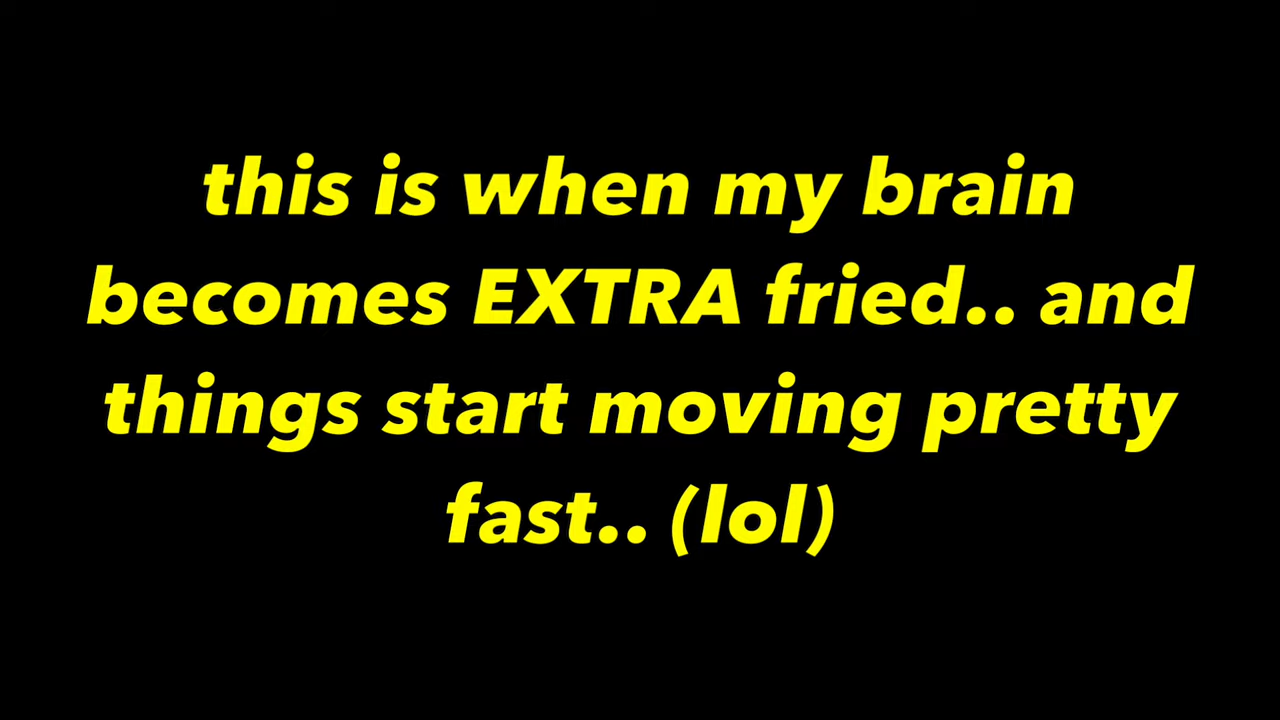 this is when my brain
becomes EXTRA fried.. and
things start moving pretty
fast.. (lol)